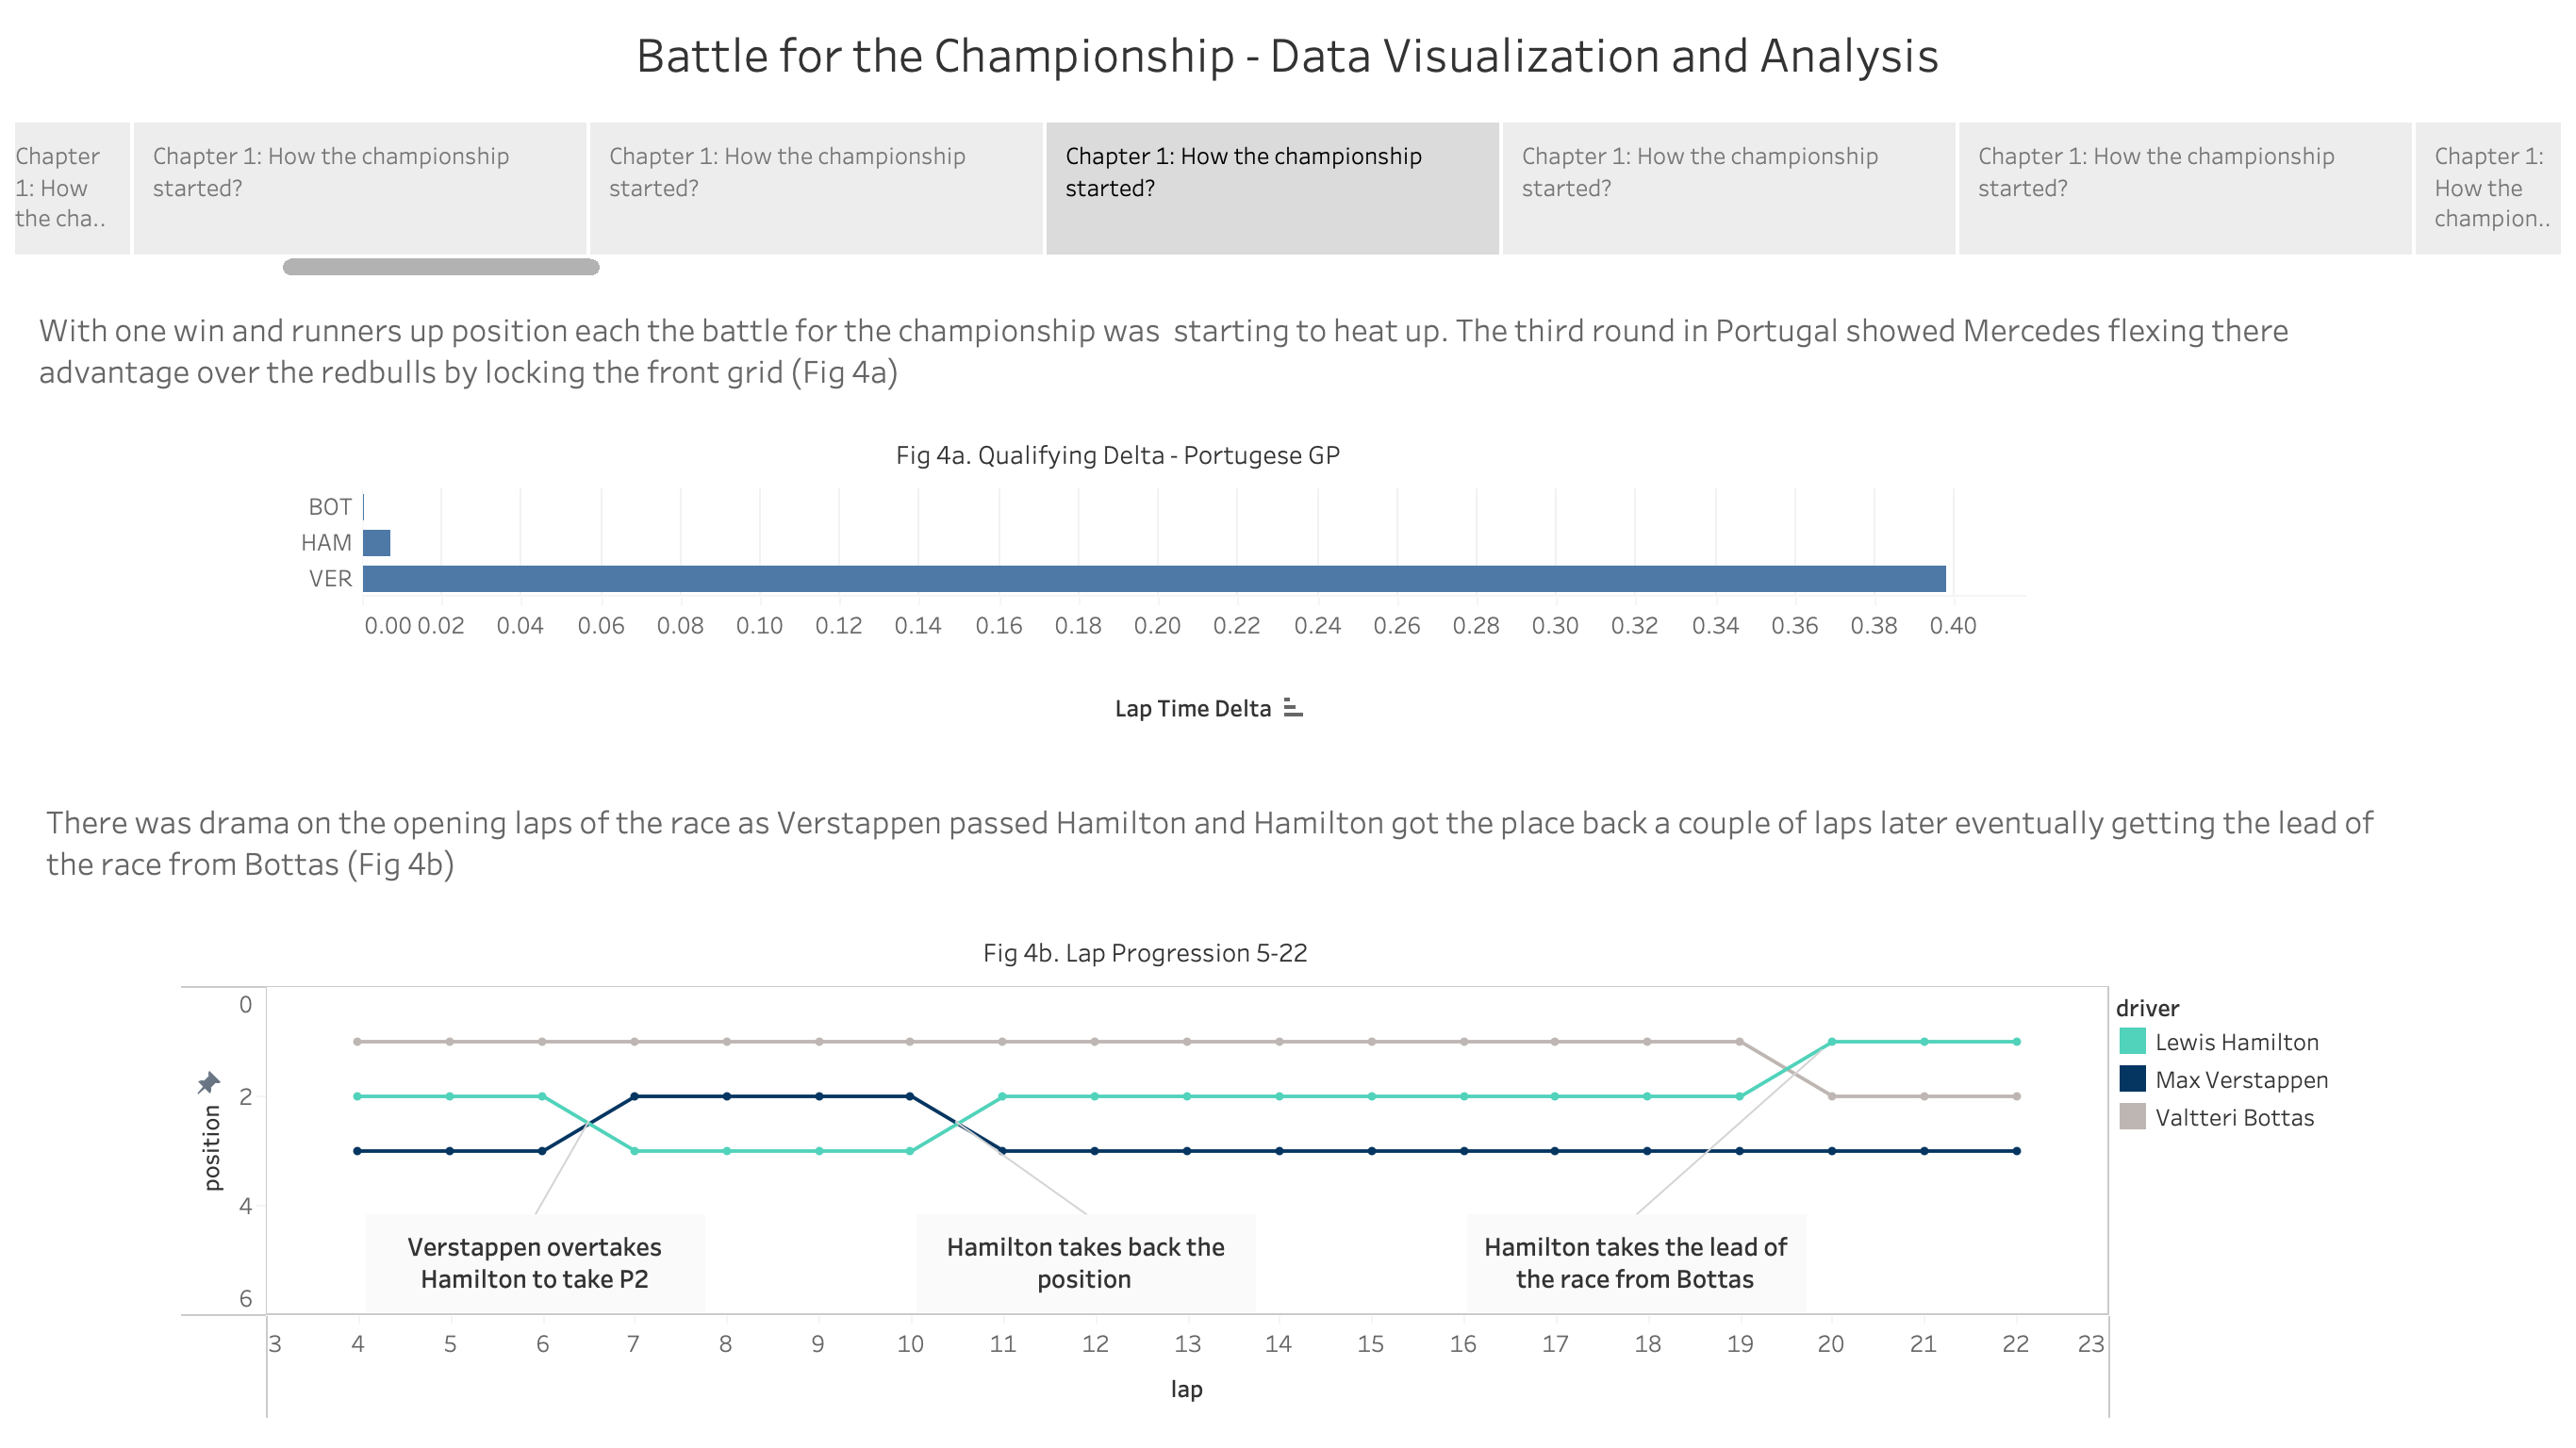 Battle for the Championship - Data Visualization and Analysis
Chapter
1: How
the cha..
Chapter 1: How the championship
started?
Chapter 1: How the championship
started?
Chapter 1: How the championship
started?
Chapter 1: How the championship
started?
Chapter 1: How the championship
started?
Chapter 1:
How the
champion..
With one win and runners up position each the battle for the championship was  starting to heat up. The third round in Portugal showed Mercedes flexing there
advantage over the redbulls by locking the front grid (Fig 4a)
Fig 4a. Qualifying Delta - Portugese GP
BOT
HAM
VER
0.00 0.02 0.04 0.06 0.08 0.10 0.12 0.14 0.16 0.18 0.20 0.22 0.24 0.26 0.28 0.30 0.32 0.34 0.36 0.38 0.40
Lap Time Delta
There was drama on the opening laps of the race as Verstappen passed Hamilton and Hamilton got the place back a couple of laps later eventually getting the lead of
the race from Bottas (Fig 4b)
Fig 4b. Lap Progression 5-22
position
0
2
4
6
Verstappen overtakes
Hamilton to take P2
Hamilton takes back the
position
Hamilton takes the lead of
the race from Bottas
3 4 5 6 7 8 9 10 11 12 13 14 15 16 17 18 19 20 21 22 23
lap
driver
Lewis Hamilton
Max Verstappen
Valtteri Bottas